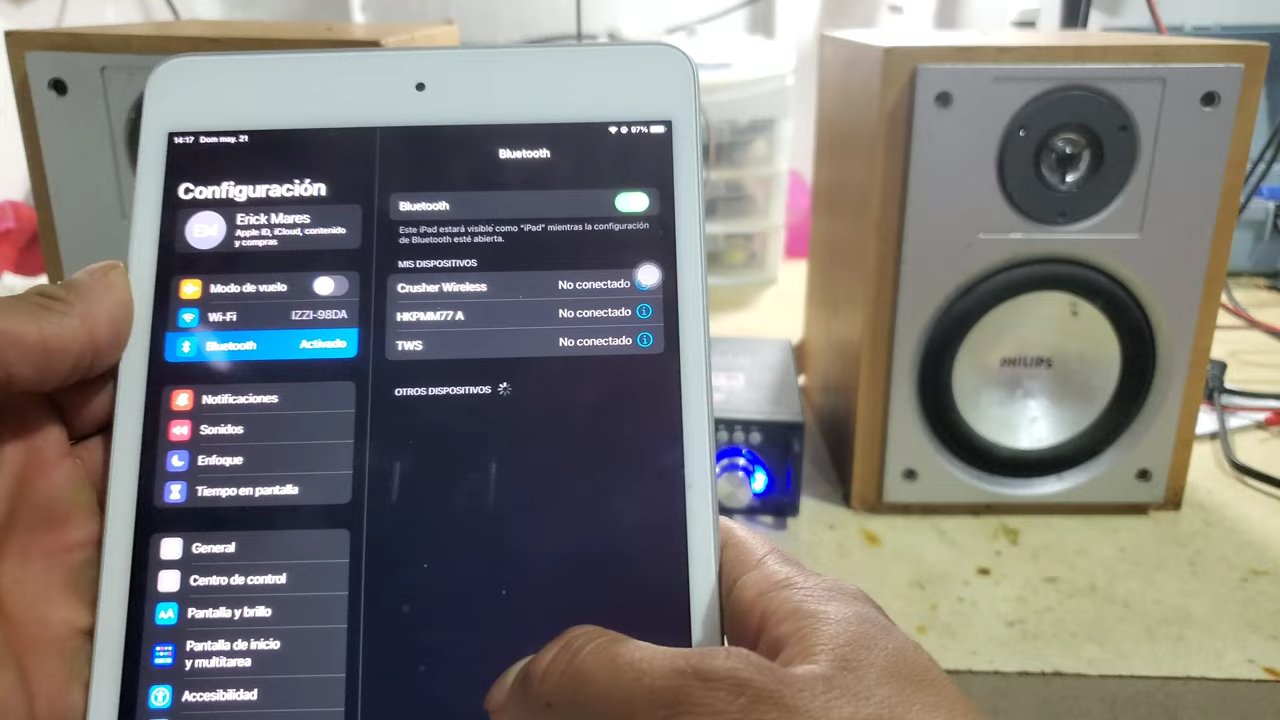 14:17 Dom may. 21
97%
Configuración
EM
Erick Mares
Apple ID, iCloud, contenido
y compras
Modo de vuelo
Wi-Fi IZZI-98DA
Bluetooth Activado
Notificaciones
Sonidos
Enfoque
Tiempo en pantalla
General
Centro de control
AA Pantalla y brillo
Pantalla de inicio
y multitarea
Accesibilidad
Bluetooth
Bluetooth
Este iPad estará visible como "iPad" mientras la configuración
de Bluetooth esté abierta.
MIS DISPOSITIVOS
Crusher Wireless No conectado
HKPMM77 A No conectado
TWS No conectado
OTROS DISPOSITIVOS
PHILIPS